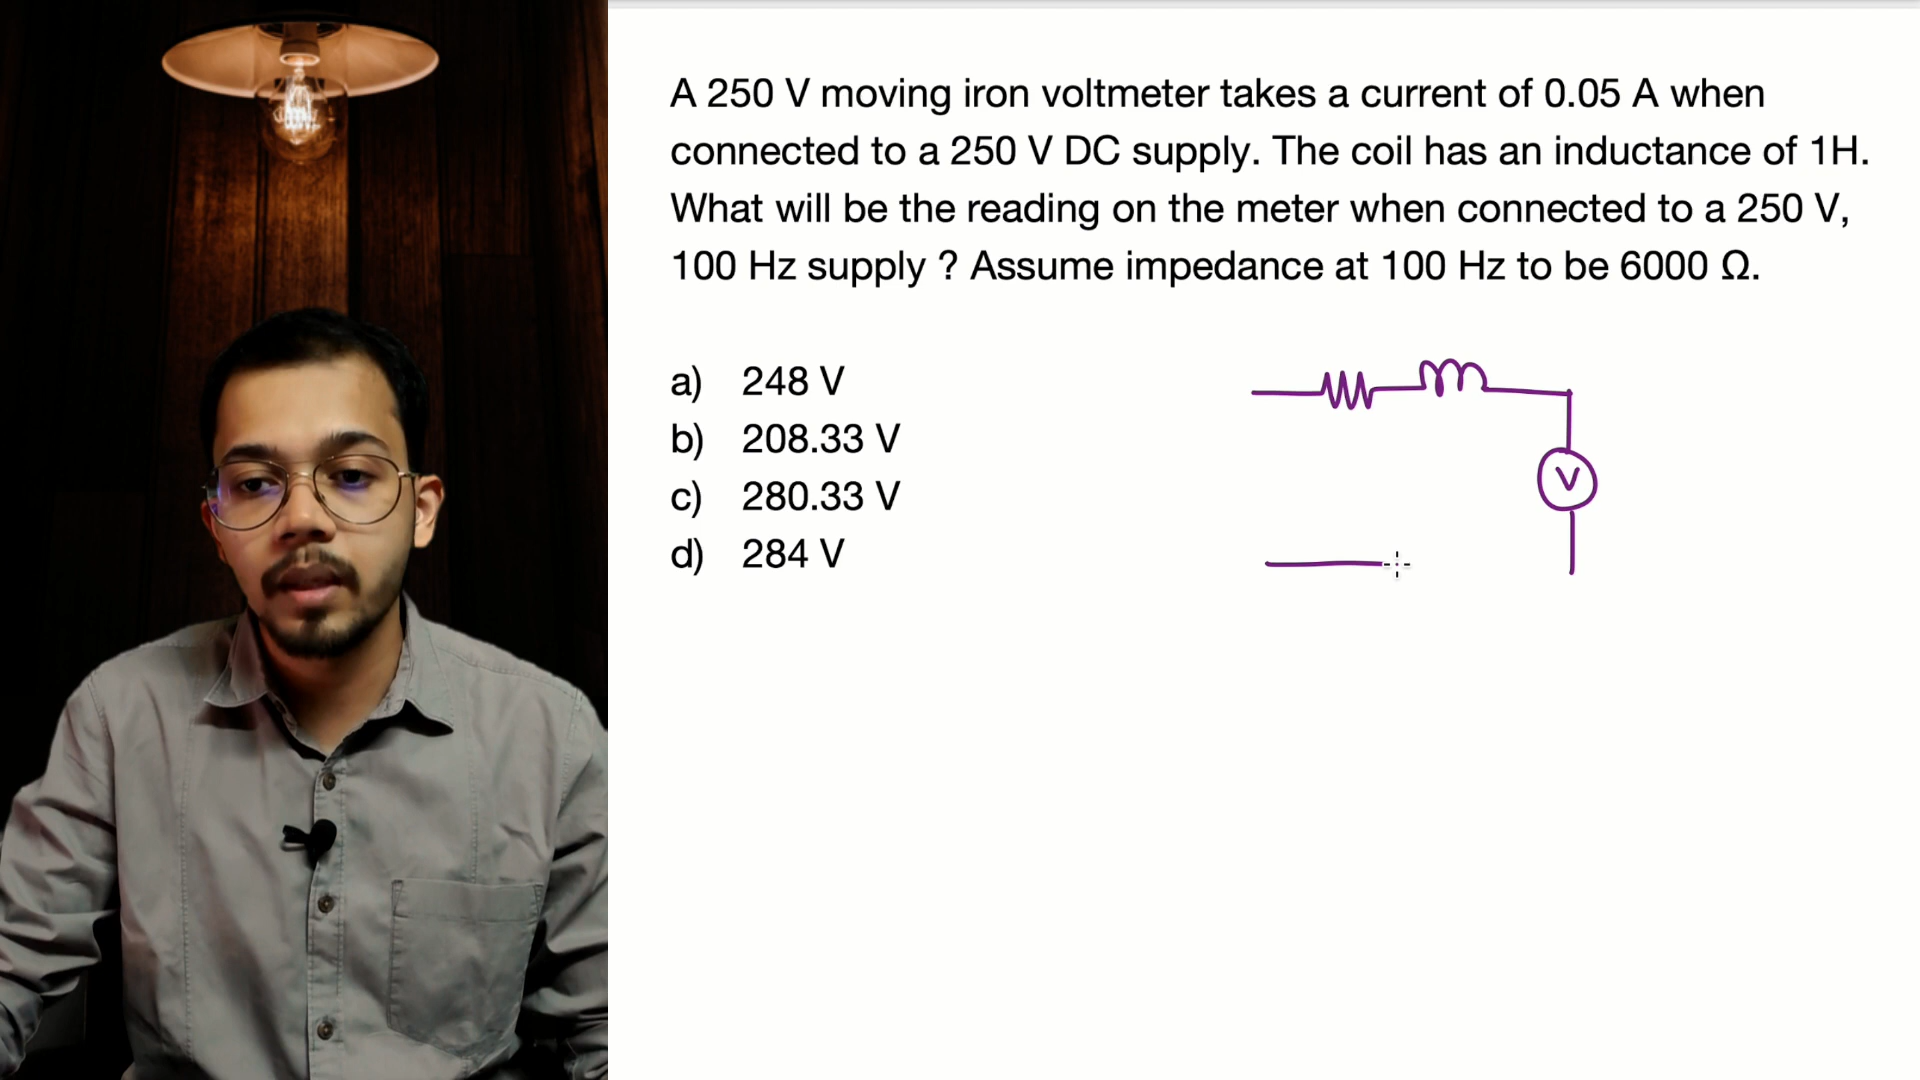 A 250 V moving iron voltmeter takes a current of 0.05 A when
connected to a 250 V DC supply. The coil has an inductance of 1H.
What will be the reading on the meter when connected to a 250 V,
100 Hz supply ? Assume impedance at 100 Hz to be 6000 Ω.
a) 248 V
b) 208.33 V
c) 280.33 V
d) 284 V
V